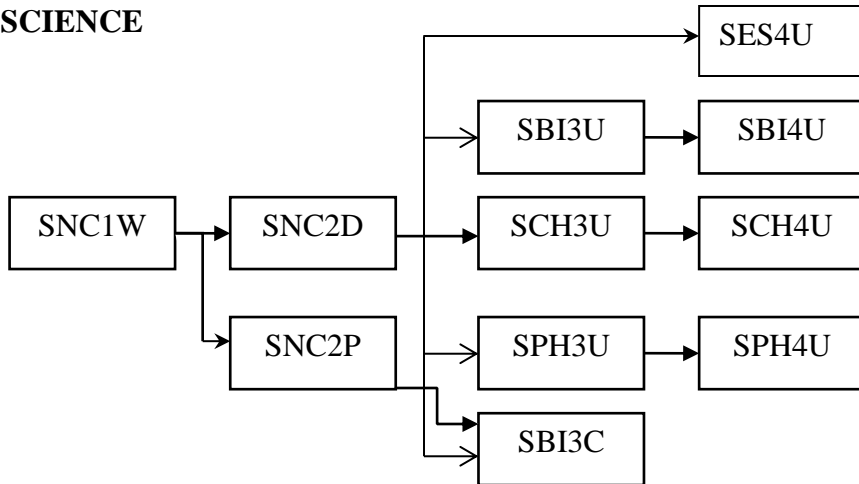 SCIENCE
SES4U
SBI3U
SBI4U
SNC1W
SNC2D
SCH3U
SCH4U
SNC2P
SPH3U
SPH4U
SBI3C